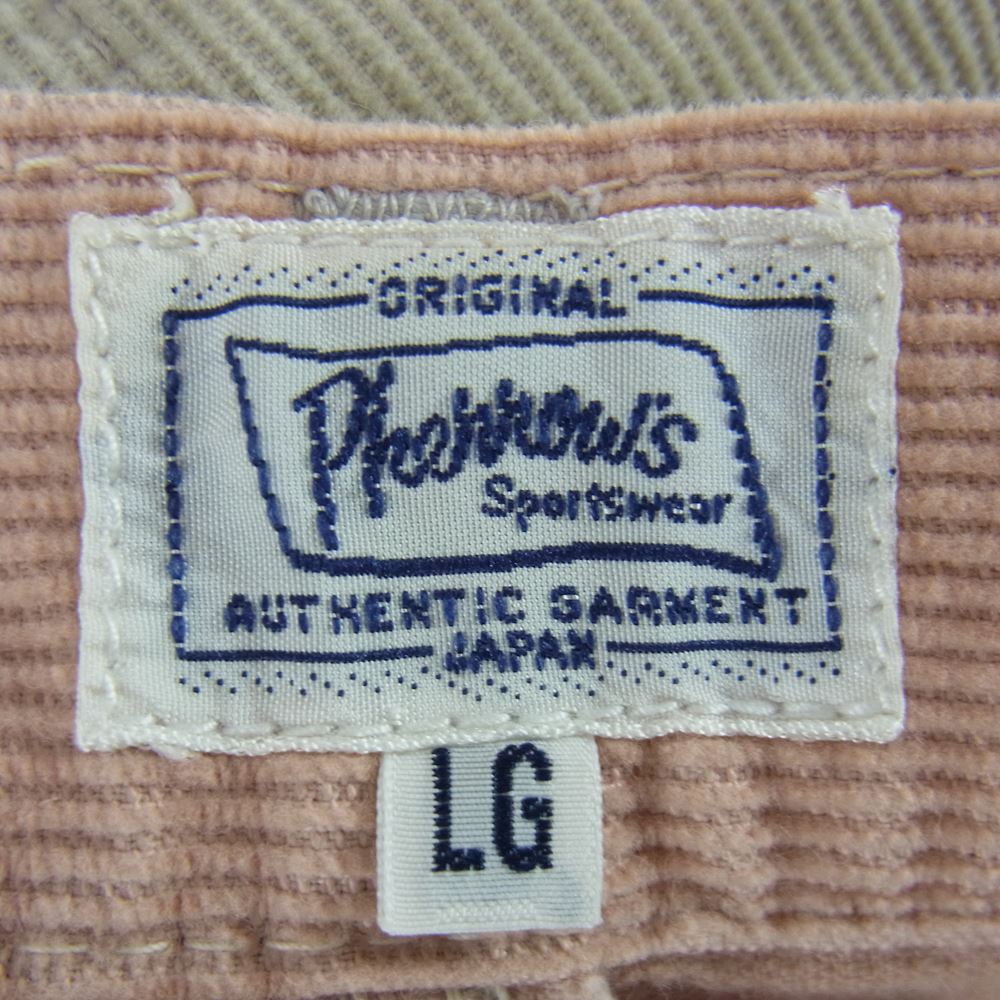 ORIGINAL
Pherrow's
Sportswear
AUTHENTIC GARMENT
JAPAN
LG